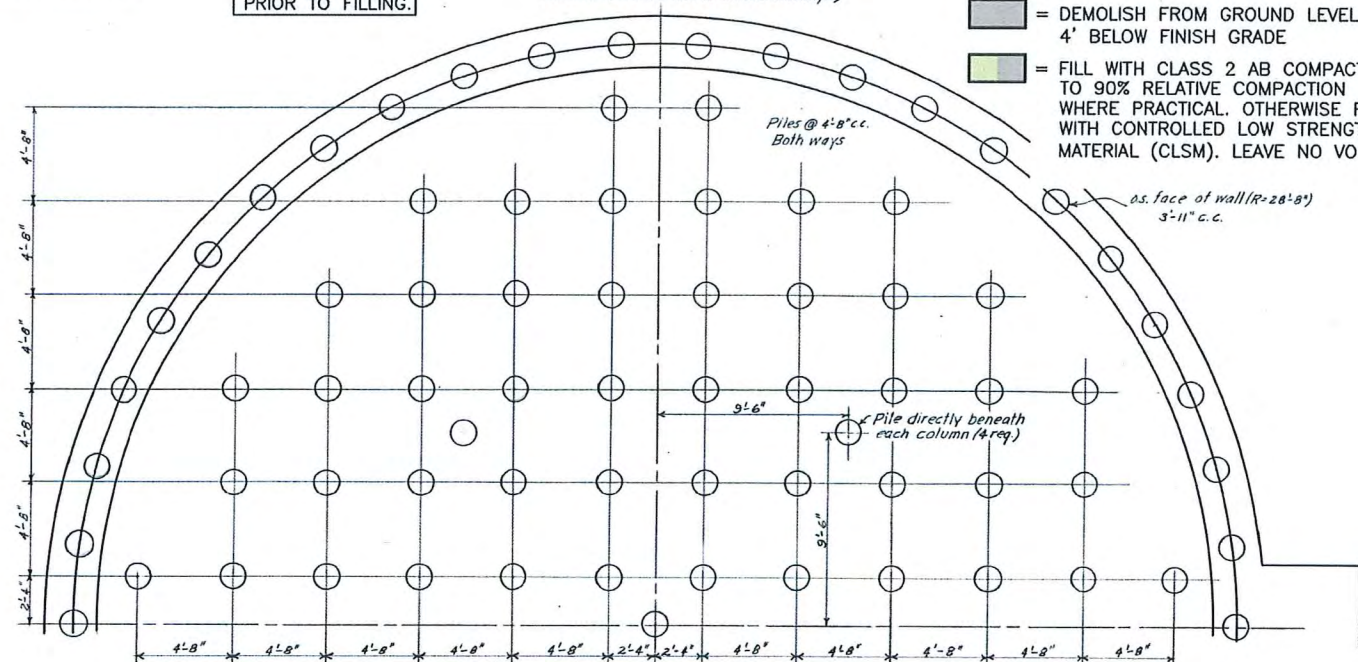 PRIOR TO FILLING.
= DEMOLISH FROM GROUND LEVEL
4' BELOW FINISH GRADE
= FILL WITH CLASS 2 AB COMPACT
TO 90% RELATIVE COMPACTION
WHERE PRACTICAL. OTHERWISE F
WITH CONTROLLED LOW STRENGT
MATERIAL (CLSM). LEAVE NO VO
Piles @ 4'-8" c.c.
Both ways
o.s. face of wall (R=28'-8")
3'-11" c.c.
4'-8"
4'-8"
4'-8"
4'-8"
4'-8"
2'-4"
9'-6"
Pile directly beneath
each column (4 req.)
9'-6"
4'-8"
4'-8"
4'-8"
4'-8"
4'-8"
2'-4"
2'-4"
4'-8"
4'-8"
4'-8"
4'-8"
4'-8"